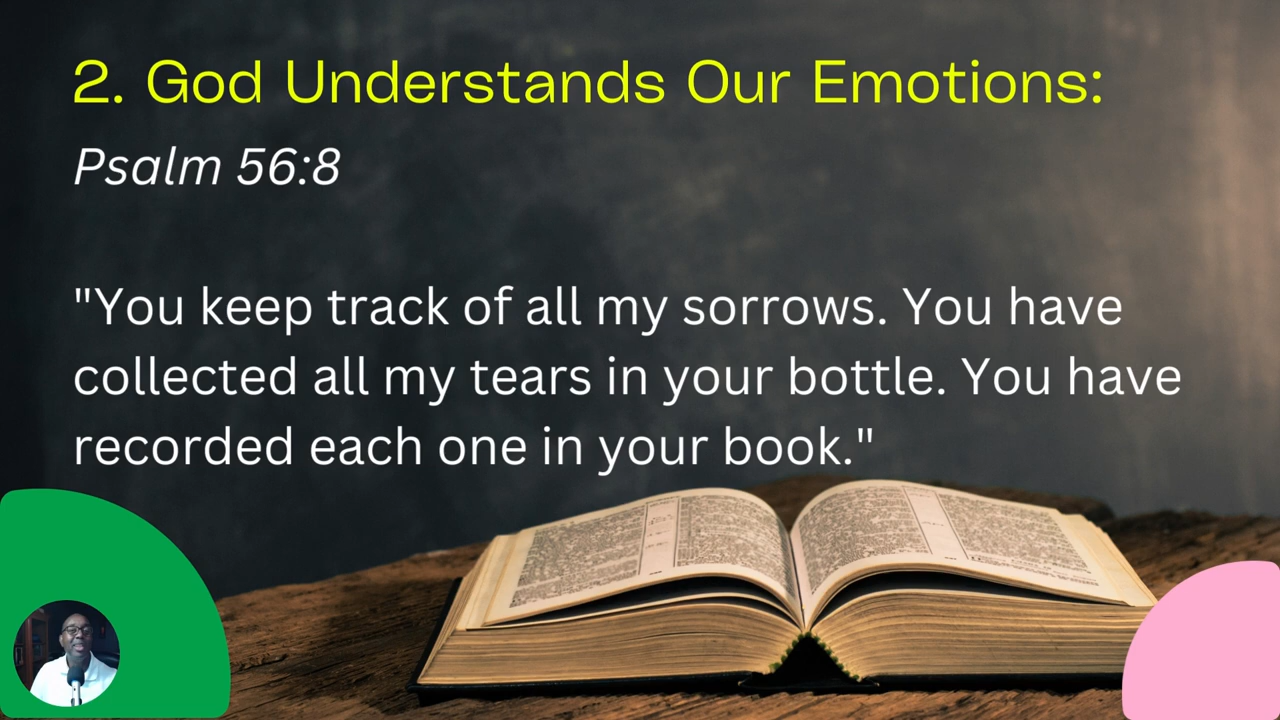 2. God Understands Our Emotions:
Psalm 56:8
"You keep track of all my sorrows. You have
collected all my tears in your bottle. You have
recorded each one in your book."